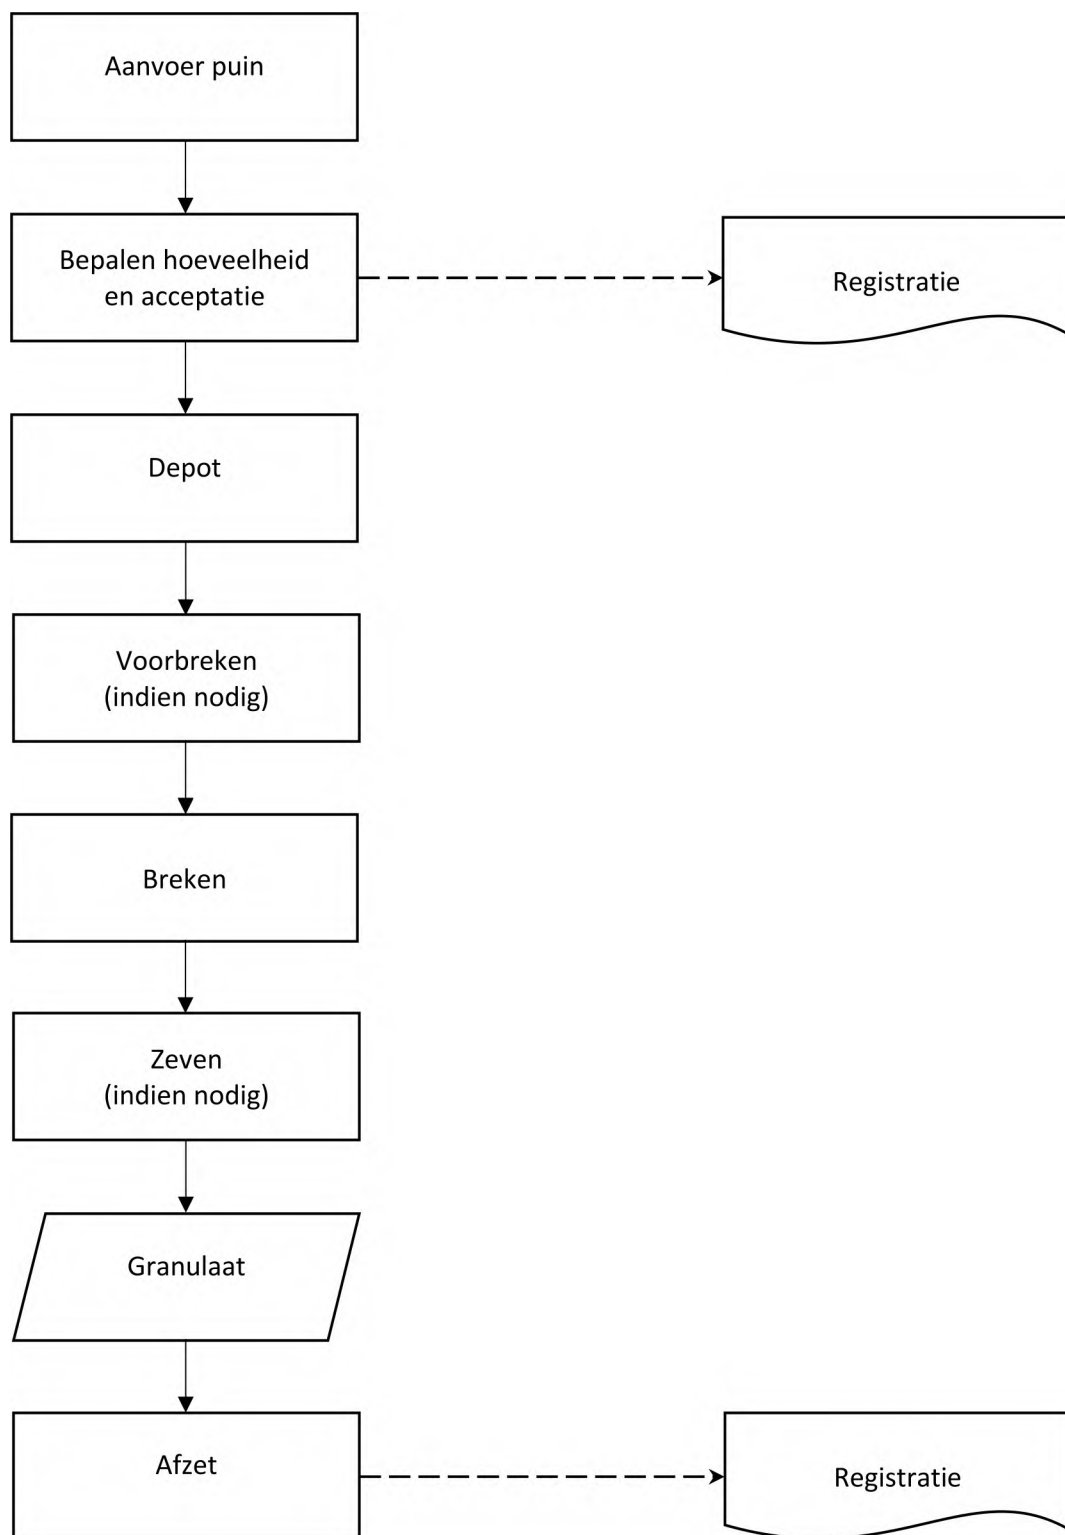 Aanvoer puin
Bepalen hoeveelheid
en acceptatie
Registratie
Depot
Voorbreken
(indien nodig)
Breken
Zeven
(indien nodig)
Granulaat
Afzet
Registratie